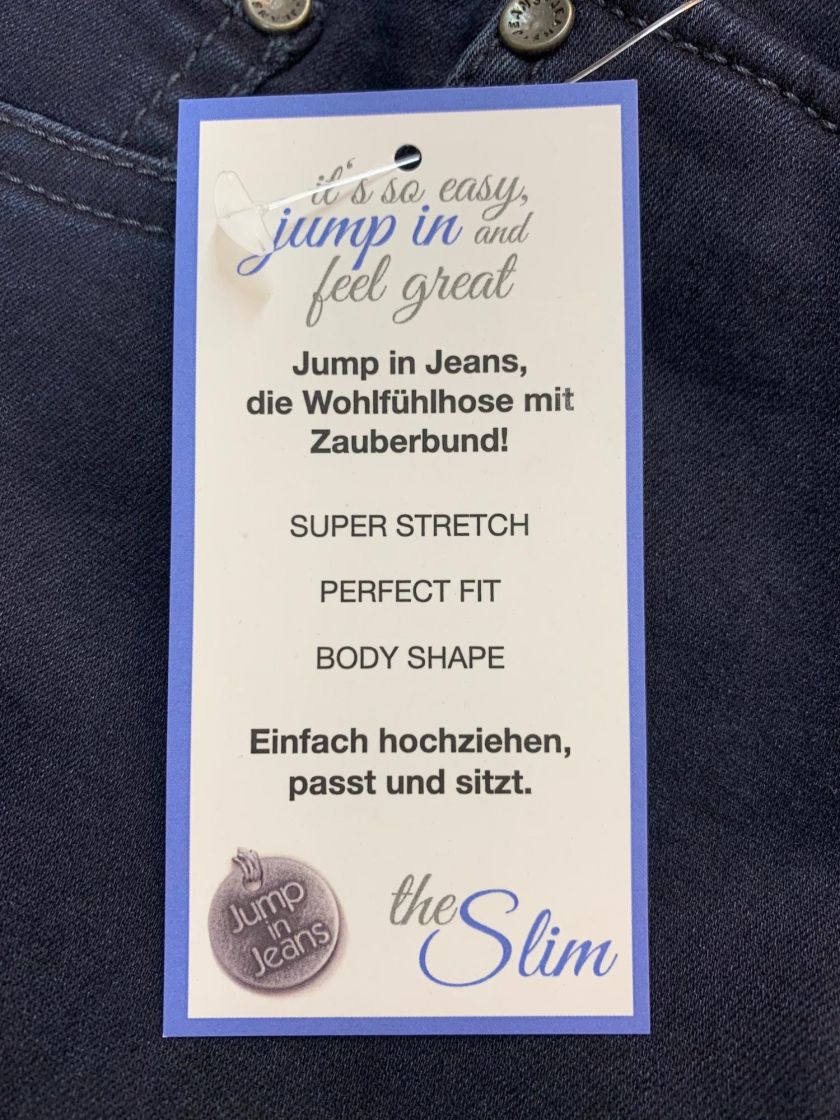 it's so easy,
jump in and
feel great
Jump in Jeans,
die Wohlfühlhose mit
Zauberbund!
SUPER STRETCH
PERFECT FIT
BODY SHAPE
Einfach hochziehen,
passt und sitzt.
Jump
in
Jeans
the Slim